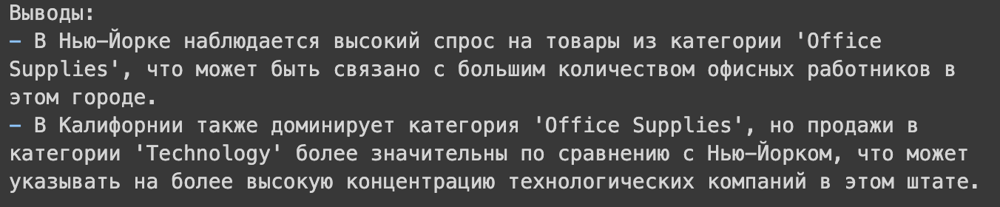 Выводы:
- В Нью-Йорке наблюдается высокий спрос на товары из категории 'Office
Supplies', что может быть связано с большим количеством офисных работников в
этом городе.
- В Калифорнии также доминирует категория 'Office Supplies', но продажи в
категории 'Technology' более значительны по сравнению с Нью-Йорком, что может
указывать на более высокую концентрацию технологических компаний в этом штате.